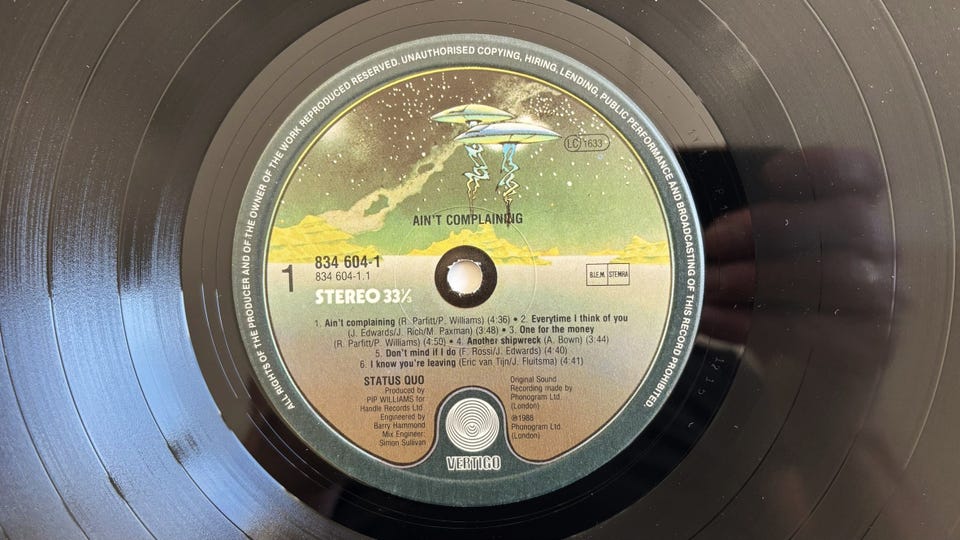 ALL RIGHTS OF THE PRODUCER AND OF THE OWNER OF THE WORK REPRODUCED RESERVED. UNAUTHORISED COPYING, HIRING, LENDING, PUBLIC PERFORMANCE AND BROADCASTING OF THIS RECORD PROHIBITED.
LC 1633
AIN'T COMPLAINING
1
834 604-1
834 604-1.1
STEREO 33⅓
B.I.E.M. STEMRA
1. Ain't complaining (R. Parfitt/P. Williams) (4:36) • 2. Everytime I think of you
(J. Edwards/J. Rich/M. Paxman) (3:48) • 3. One for the money
(R. Parfitt/P. Williams) (4:50) • 4. Another shipwreck (A. Bown) (3:44)
5. Don't mind if I do (F. Rossi/J. Edwards) (4:40)
6. I know you're leaving (Eric van Tijn/J. Fluitsma) (4:41)
STATUS QUO
Produced by
PIP WILLIAMS for
Handle Records Ltd.
Engineered by
Barry Hammond
Mix Engineer:
Simon Sullivan
Original Sound
Recording made by
Phonogram Ltd.
(London)
℗1988
Phonogram Ltd.
(London)
VERTIGO